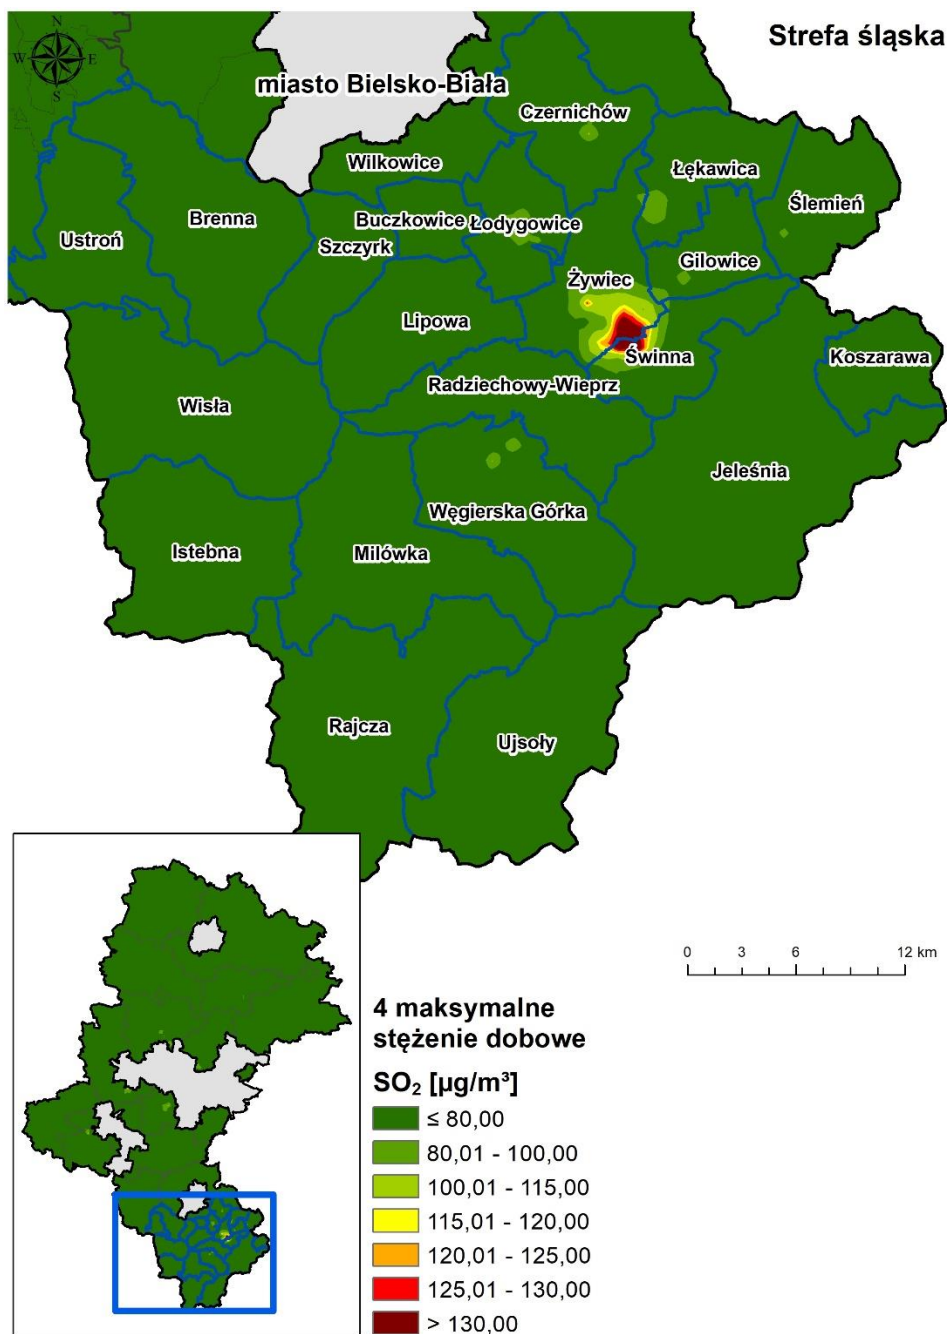 Strefa śląska
N
W E
S
miasto Bielsko-Biała
Czernichów
Wilkowice
Łękawica
Ślemień
Brenna
Buczkowice
Łodygowice
Ustroń
Szczyrk
Gilowice
Żywiec
Lipowa
Świnna
Koszarawa
Radziechowy-Wieprz
Wisła
Jeleśnia
Węgierska Górka
Istebna
Milówka
Rajcza
Ujsoły
0 3 6 12 km
4 maksymalne
stężenie dobowe
SO₂ [µg/m³]
≤ 80,00
80,01 - 100,00
100,01 - 115,00
115,01 - 120,00
120,01 - 125,00
125,01 - 130,00
> 130,00